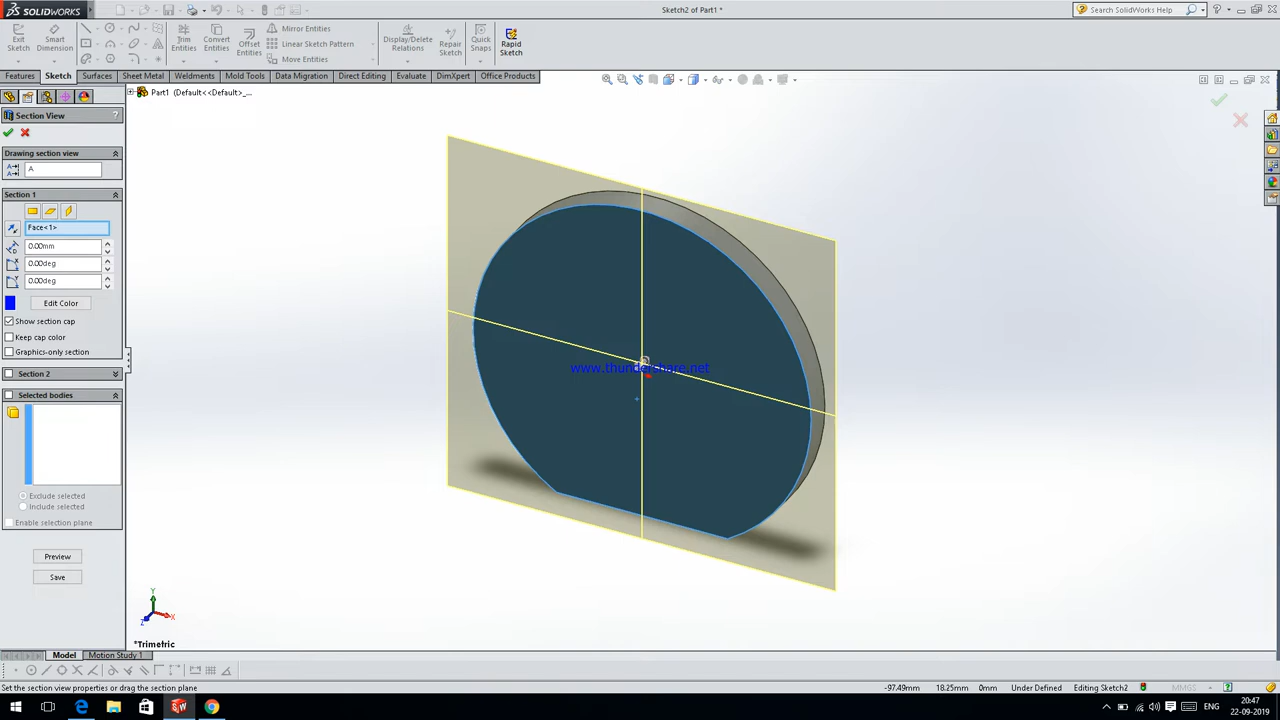 SOLIDWORKS
Sketch2 of Part1 *
Search SolidWorks Help
Exit Sketch
Smart Dimension
Trim Entities
Convert Entities
Offset Entities
Mirror Entities
Linear Sketch Pattern
Move Entities
Display/Delete Relations
Repair Sketch
Quick Snaps
Rapid Sketch
Features Sketch Surfaces Sheet Metal Weldments Mold Tools Data Migration Direct Editing Evaluate DimXpert Office Products
Part1 (Default<<Default>_...
Section View ?
Drawing section view
A
Section 1
Face<1>
0.00mm
0.00deg
0.00deg
Edit Color
Show section cap
Keep cap color
Graphics-only section
Section 2
Selected bodies
Exclude selected
Include selected
Enable selection plane
Preview
Save
www.thundershare.net
Y
X
Z
*Trimetric
Model Motion Study 1
Set the section view properties or drag the section plane
-97.49mm 18.25mm 0mm Under Defined Editing Sketch2 MMGS
ENG
20:47
22-09-2019